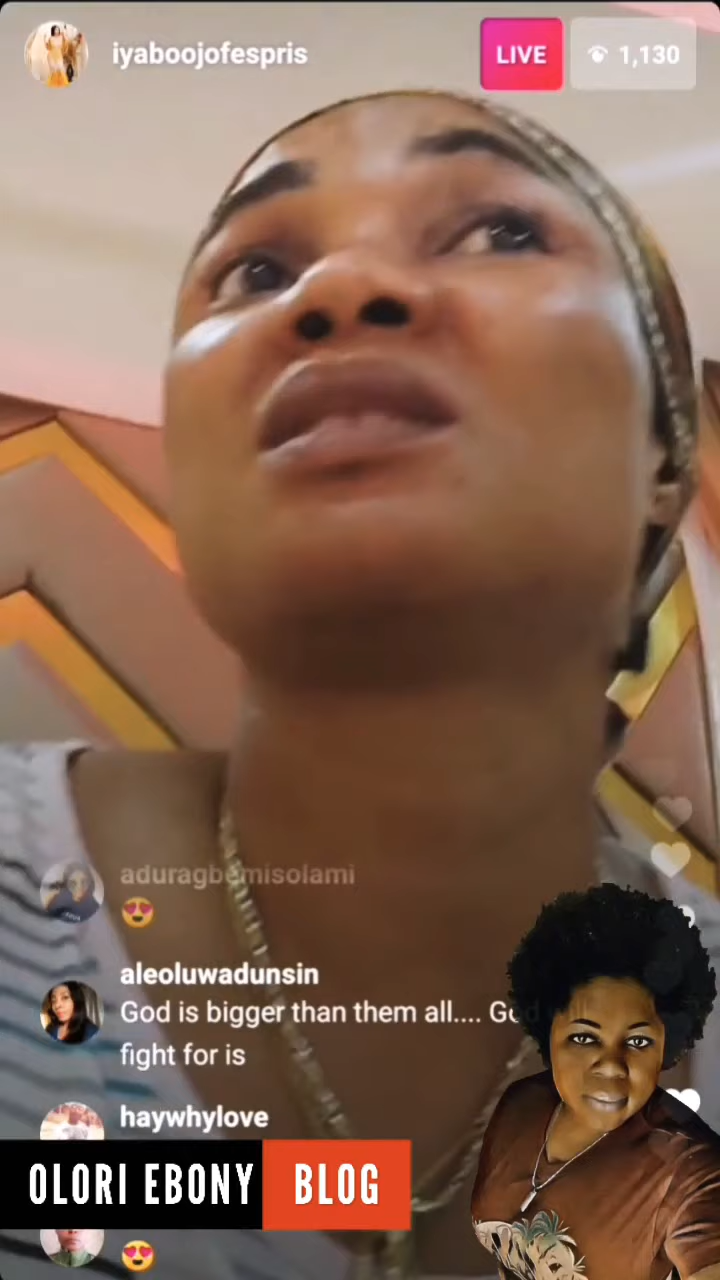 iyaboojofespris
LIVE
1,130
aduragbemisolami
😍
aleoluwadunsin
God is bigger than them all....
fight for is
haywhylove
OLORI EBONY BLOG
😍